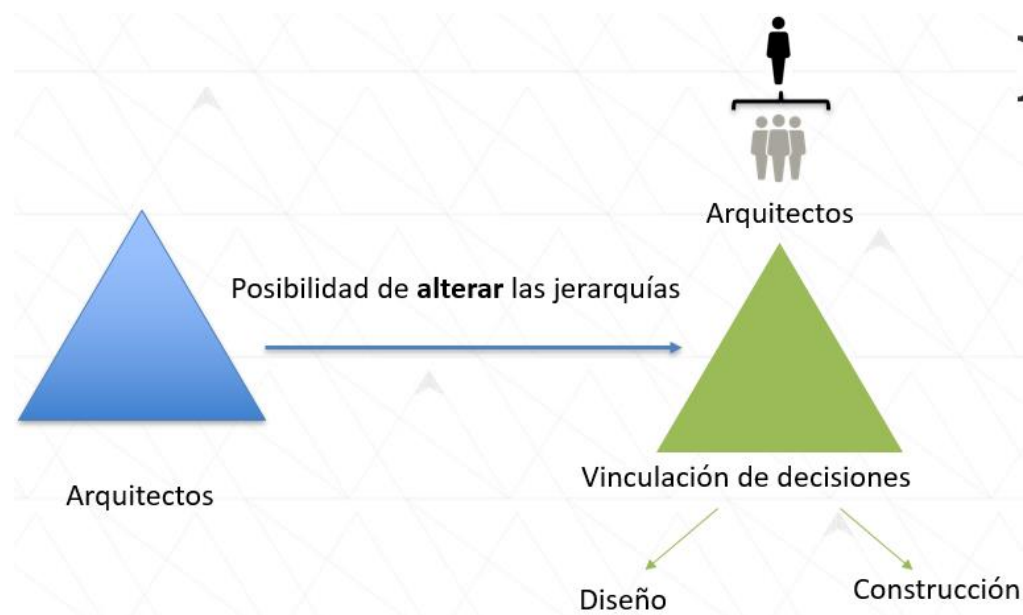 Arquitectos
Posibilidad de alterar las jerarquías
Arquitectos
Vinculación de decisiones
Diseño
Construcción